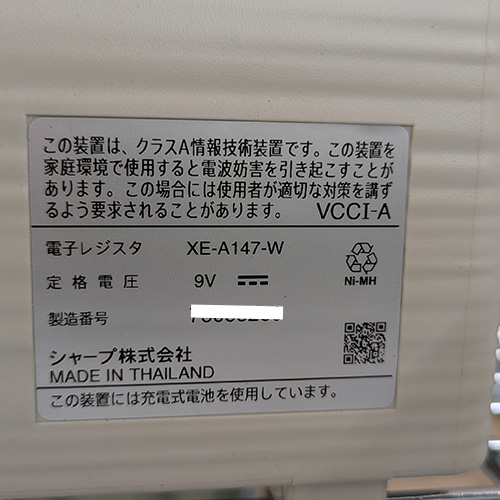 この装置は、クラスA情報技術装置です。この装置を
家庭環境で使用すると電波妨害を引き起こすことが
あります。この場合には使用者が適切な対策を講ず
るよう要求されることがあります。 VCCI-A
電子レジスタ XE-A147-W
Ni-MH
定格電圧 9V
製造番号
シャープ株式会社
MADE IN THAILAND
この装置には充電式電池を使用しています。